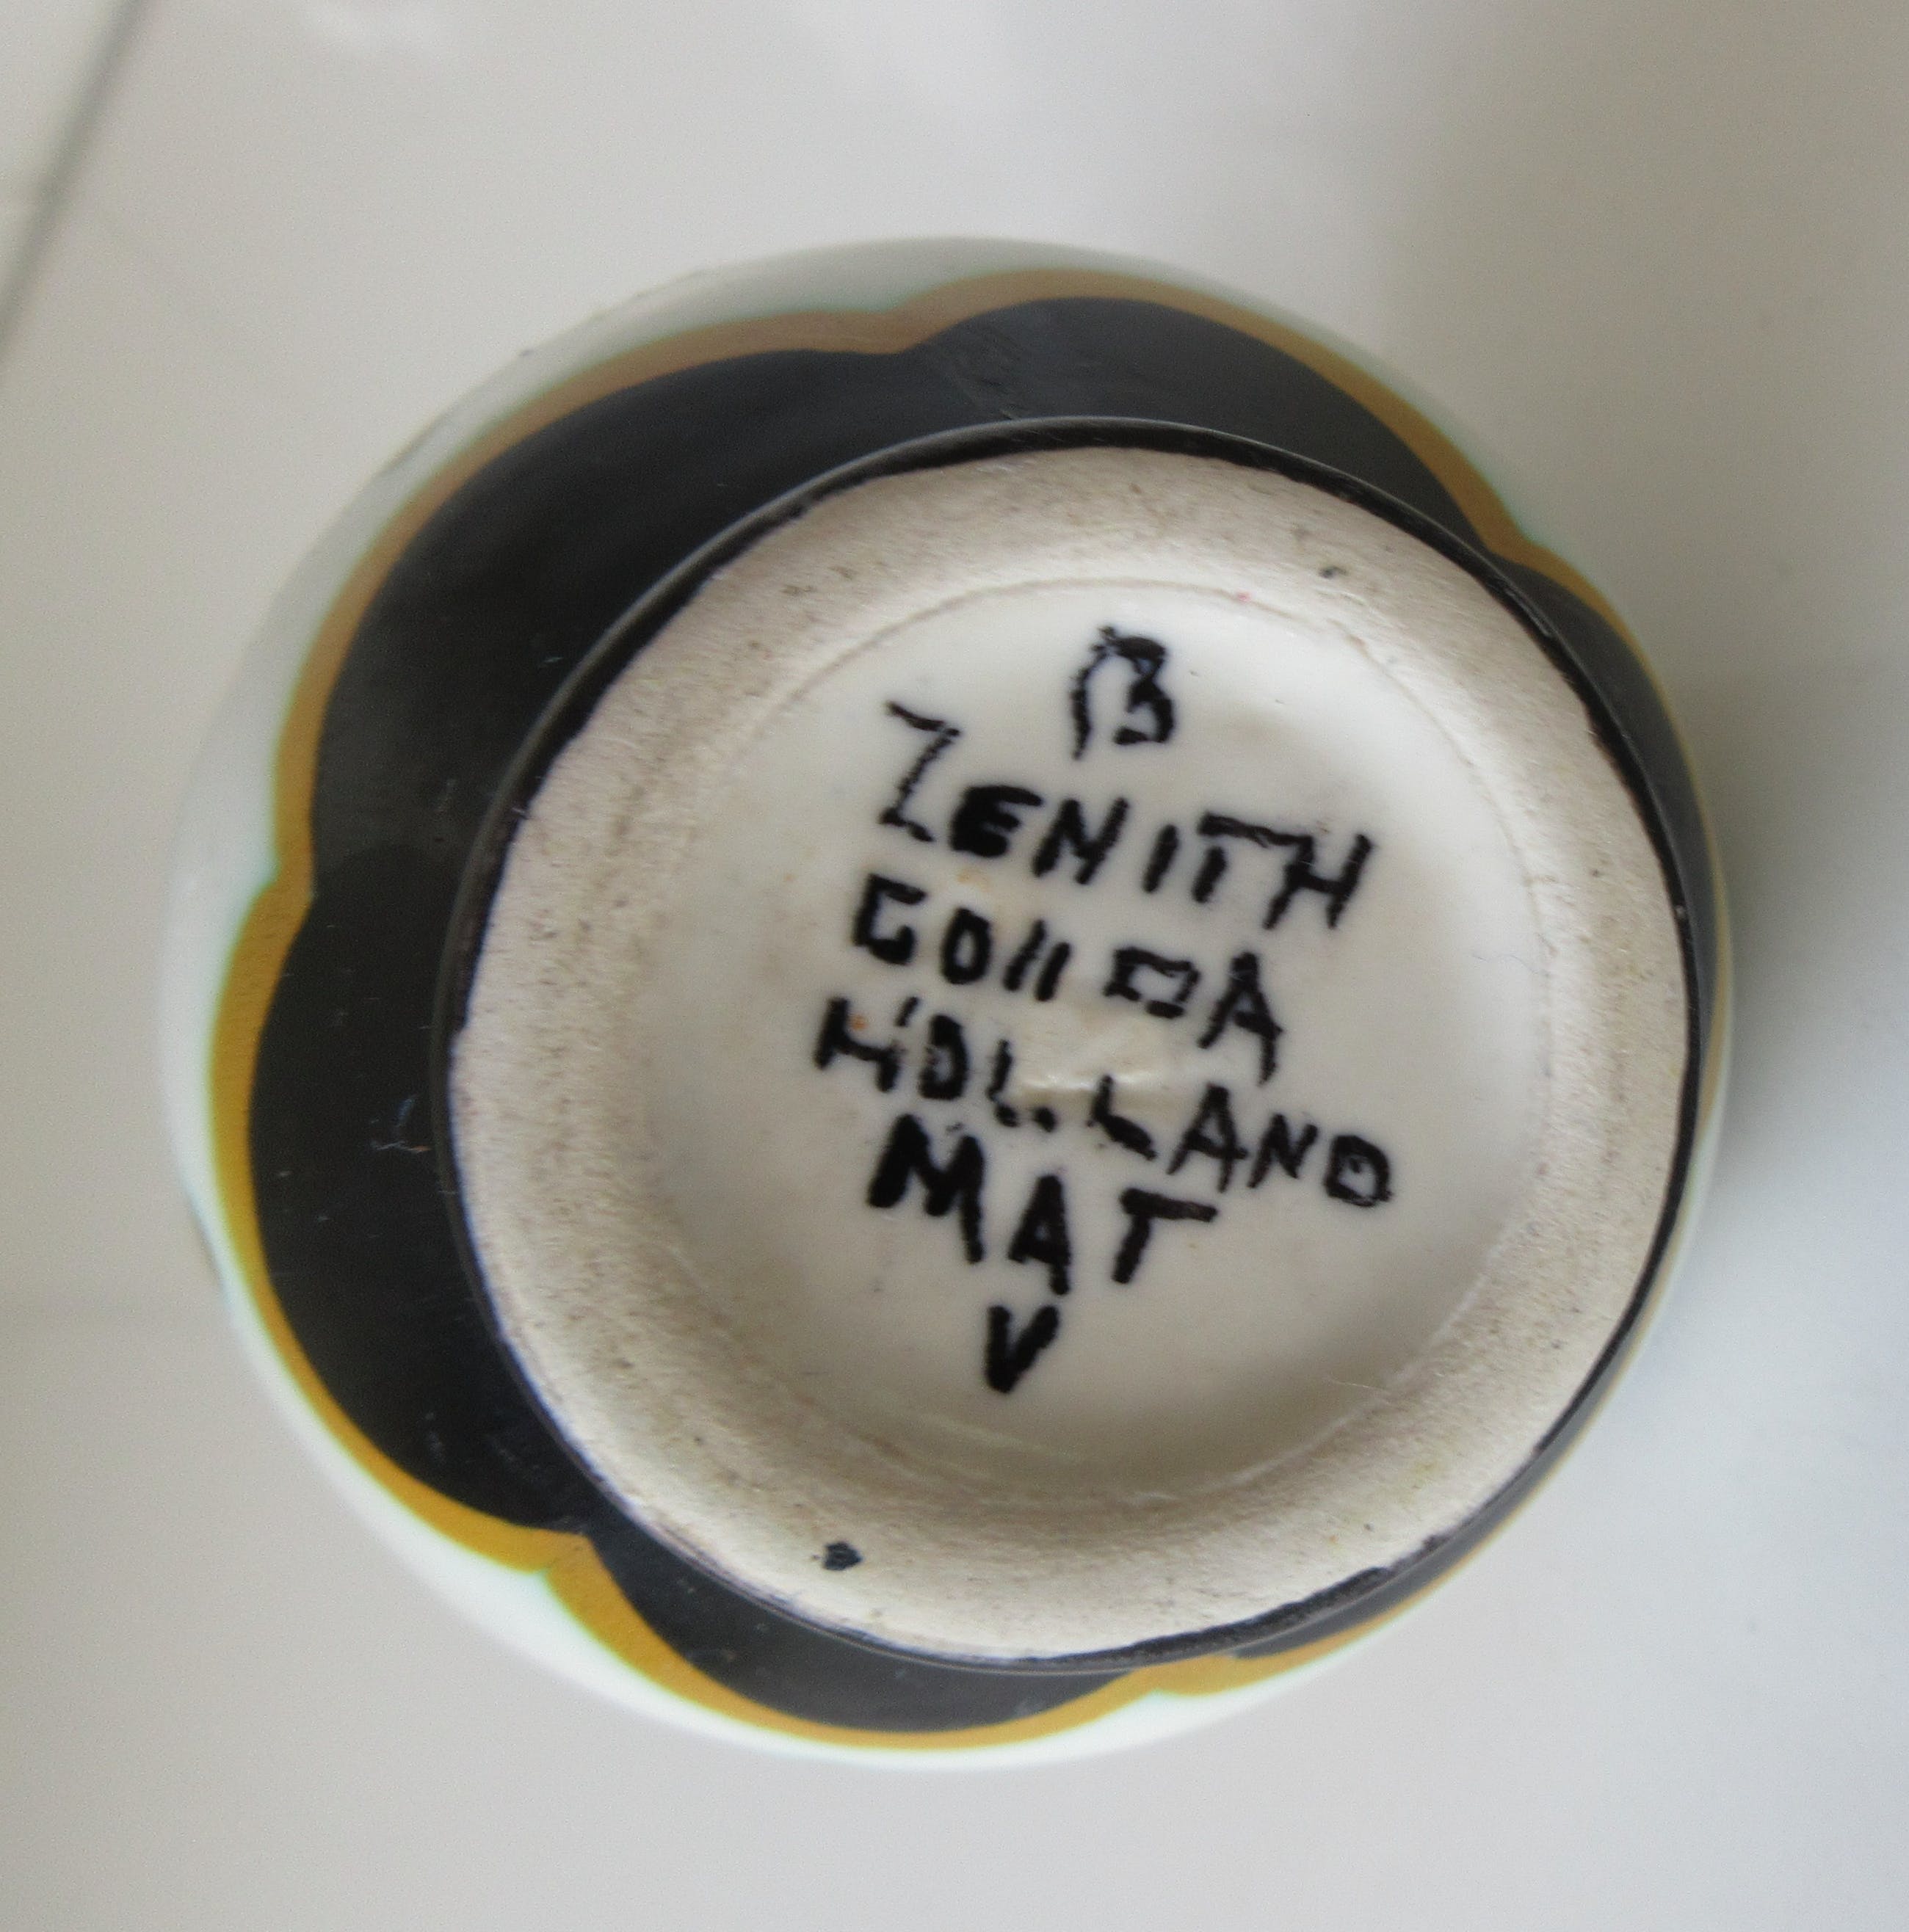 B
ZENITH
GOUDA
HOLLAND
MAT
V